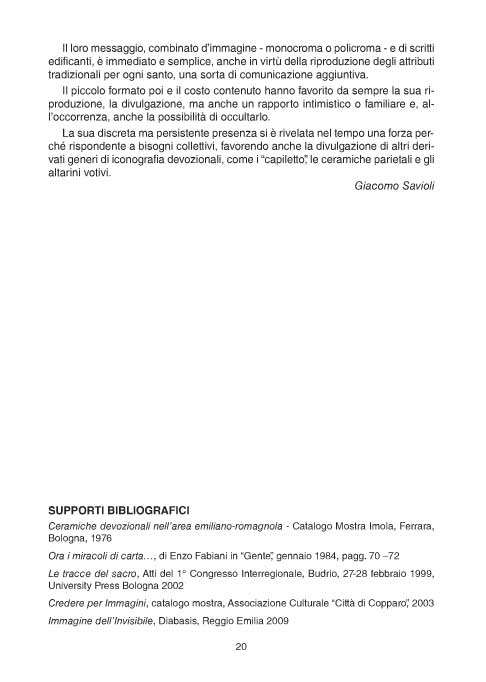 Il loro messaggio, combinato d'immagine - monocroma o policroma - e di scritti
edificanti, è immediato e semplice, anche in virtù della riproduzione degli attributi
tradizionali per ogni santo, una sorta di comunicazione aggiuntiva.
Il piccolo formato poi e il costo contenuto hanno favorito da sempre la sua ri-
produzione, la divulgazione, ma anche un rapporto intimistico o familiare e, al-
l'occorrenza, anche la possibilità di occultarlo.
La sua discreta ma persistente presenza si è rivelata nel tempo una forza per-
ché rispondente a bisogni collettivi, favorendo anche la divulgazione di altri deri-
vati generi di iconografia devozionali, come i "capiletto", le ceramiche parietali e gli
altarini votivi.
Giacomo Savioli
SUPPORTI BIBLIOGRAFICI
Ceramiche devozionali nell'area emiliano-romagnola - Catalogo Mostra Imola, Ferrara,
Bologna, 1976
Ora i miracoli di carta…, di Enzo Fabiani in "Gente", gennaio 1984, pagg. 70 –72
Le tracce del sacro, Atti del 1° Congresso Interregionale, Budrio, 27-28 febbraio 1999,
University Press Bologna 2002
Credere per Immagini, catalogo mostra, Associazione Culturale "Città di Copparo", 2003
Immagine dell'Invisibile, Diabasis, Reggio Emilia 2009
20